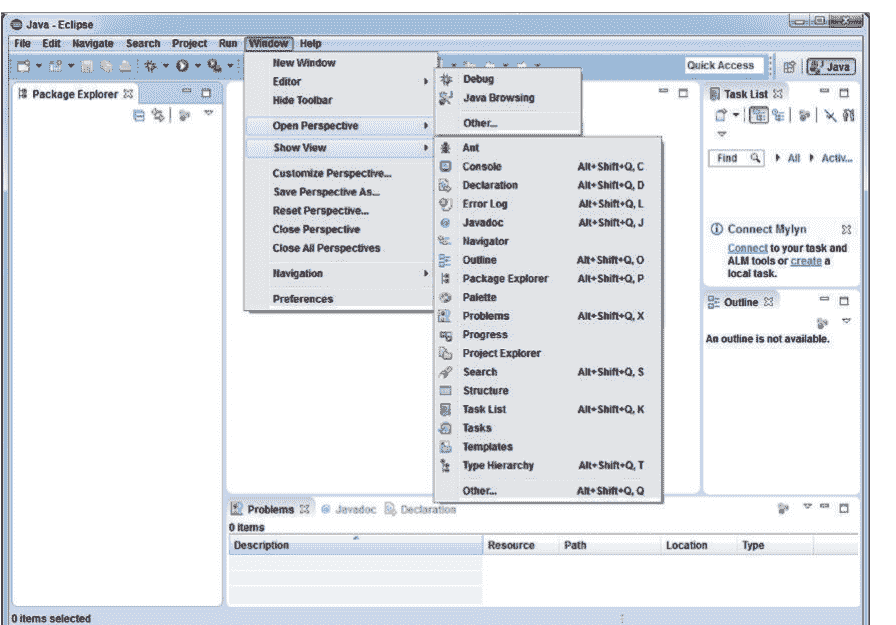 Java - Eclipse
File Edit Navigate Search Project Run Window Help
Quick Access
Java
Package Explorer
New Window
Editor
Hide Toolbar
Open Perspective
Show View
Customize Perspective...
Save Perspective As...
Reset Perspective...
Close Perspective
Close All Perspectives
Navigation
Preferences
Debug
Java Browsing
Other...
Ant
Console Alt+Shift+Q, C
Declaration Alt+Shift+Q, D
Error Log Alt+Shift+Q, L
Javadoc Alt+Shift+Q, J
Navigator
Outline Alt+Shift+Q, O
Package Explorer Alt+Shift+Q, P
Palette
Problems Alt+Shift+Q, X
Progress
Project Explorer
Search Alt+Shift+Q, S
Structure
Task List Alt+Shift+Q, K
Tasks
Templates
Type Hierarchy Alt+Shift+Q, T
Other... Alt+Shift+Q, Q
Task List
Find All Activ...
Connect Mylyn
Connect to your task and
ALM tools or create a
local task.
Outline
An outline is not available.
Problems Javadoc Declaration
0 items
Description Resource Path Location Type
0 items selected